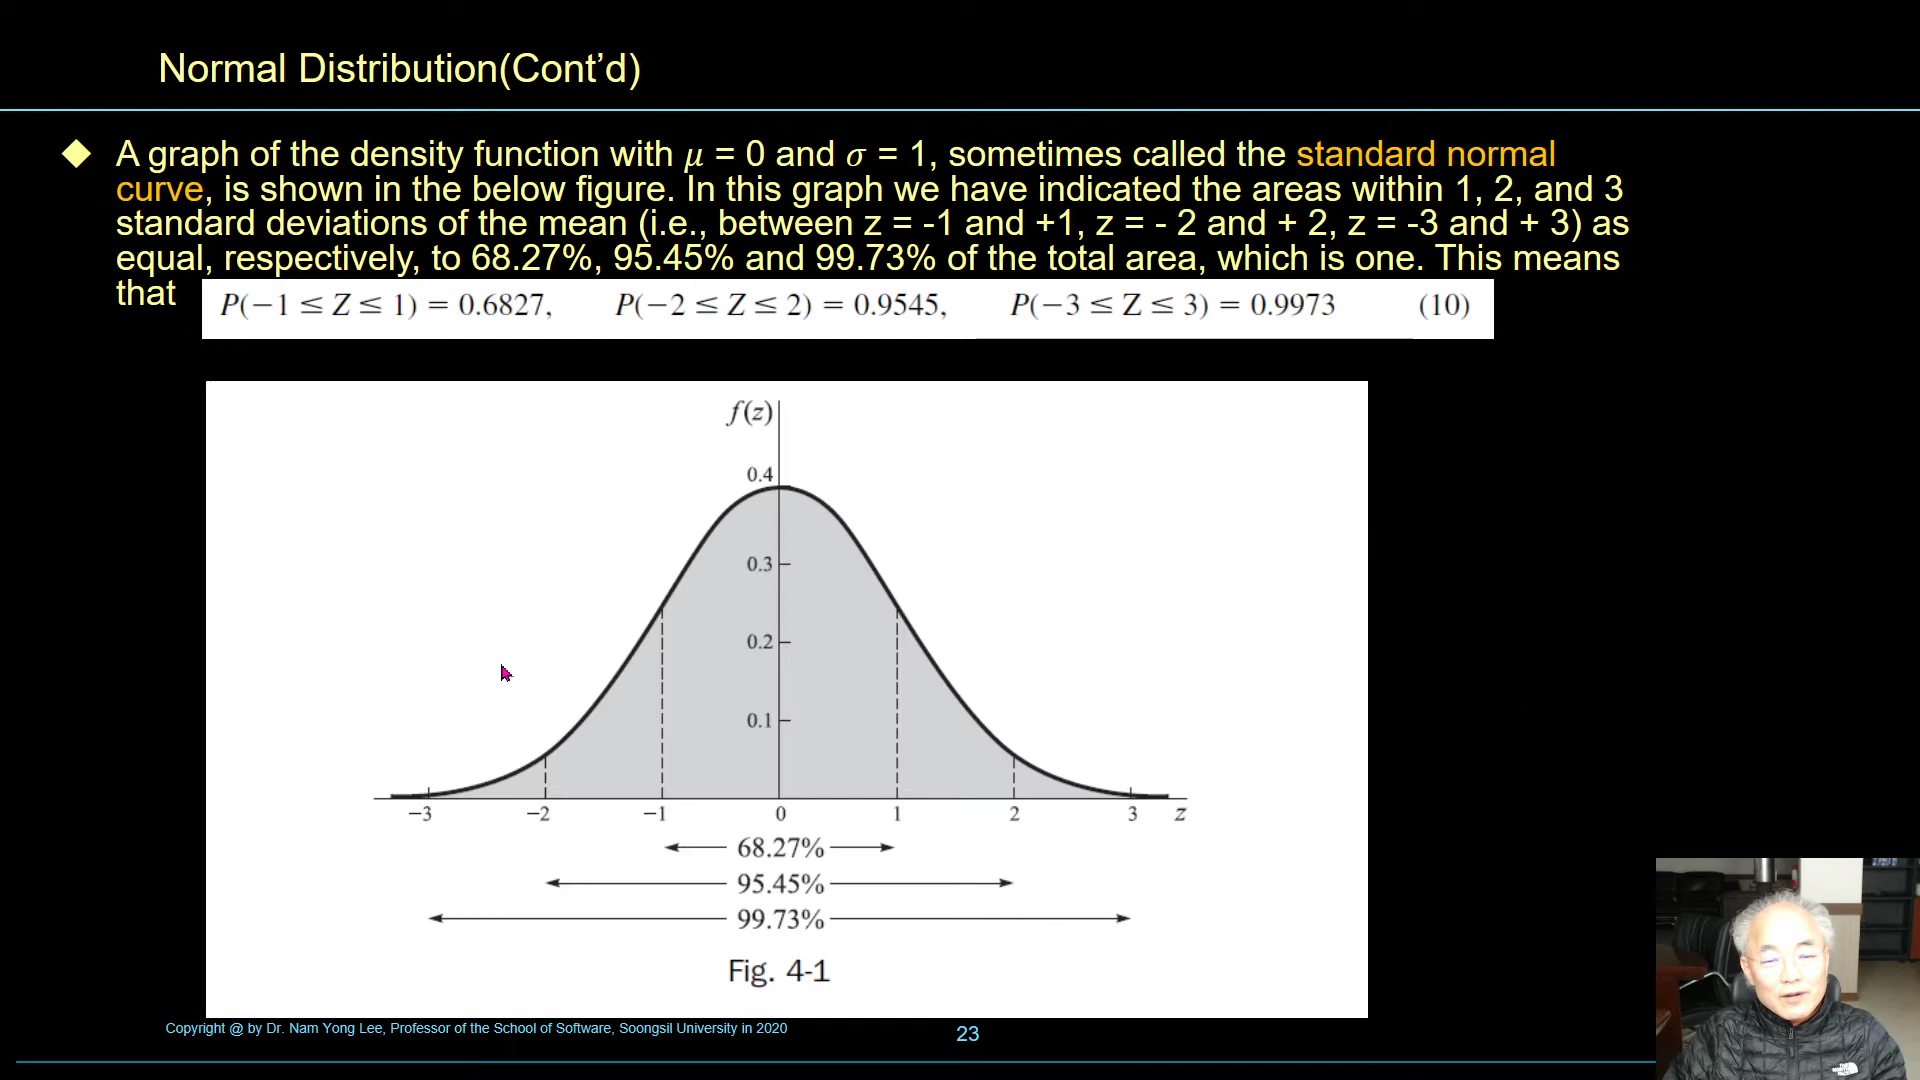 Normal Distribution(Cont’d)
A graph of the density function with μ = 0 and σ = 1, sometimes called the standard normal
curve, is shown in the below figure. In this graph we have indicated the areas within 1, 2, and 3
standard deviations of the mean (i.e., between z = -1 and +1, z = - 2 and + 2, z = -3 and + 3) as
equal, respectively, to 68.27%, 95.45% and 99.73% of the total area, which is one. This means
that
P(−1 ≤ Z ≤ 1) = 0.6827, P(−2 ≤ Z ≤ 2) = 0.9545, P(−3 ≤ Z ≤ 3) = 0.9973 (10)
f(z)
0.4
0.3
0.2
0.1
−3 −2 −1 0 1 2 3 z
68.27%
95.45%
99.73%
Fig. 4-1
Copyright @ by Dr. Nam Yong Lee, Professor of the School of Software, Soongsil University in 2020
23